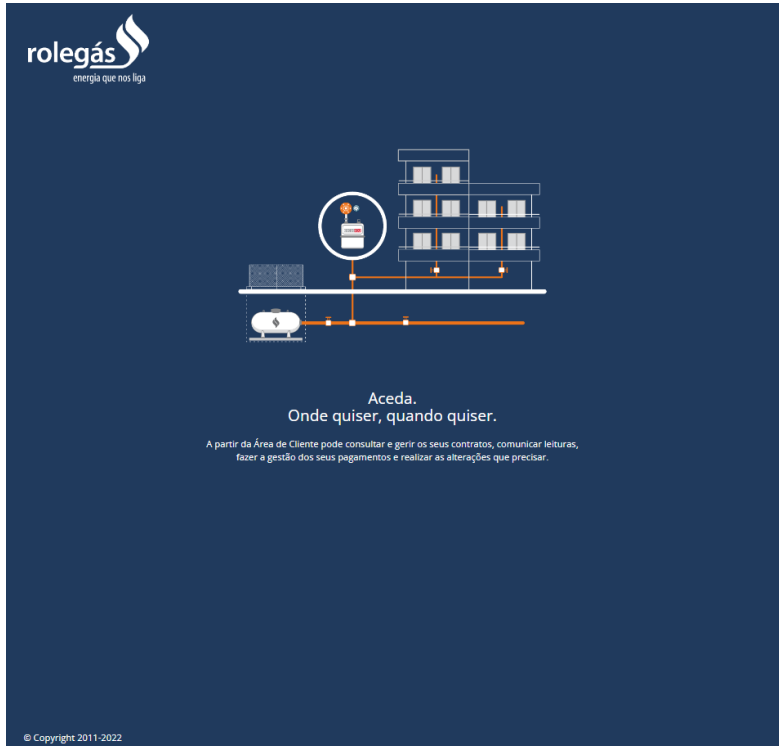 rolegás
energia que nos liga
Aceda.
Onde quiser, quando quiser.
A partir da Área de Cliente pode consultar e gerir os seus contratos, comunicar leituras,
fazer a gestão dos seus pagamentos e realizar as alterações que precisar.
© Copyright 2011-2022